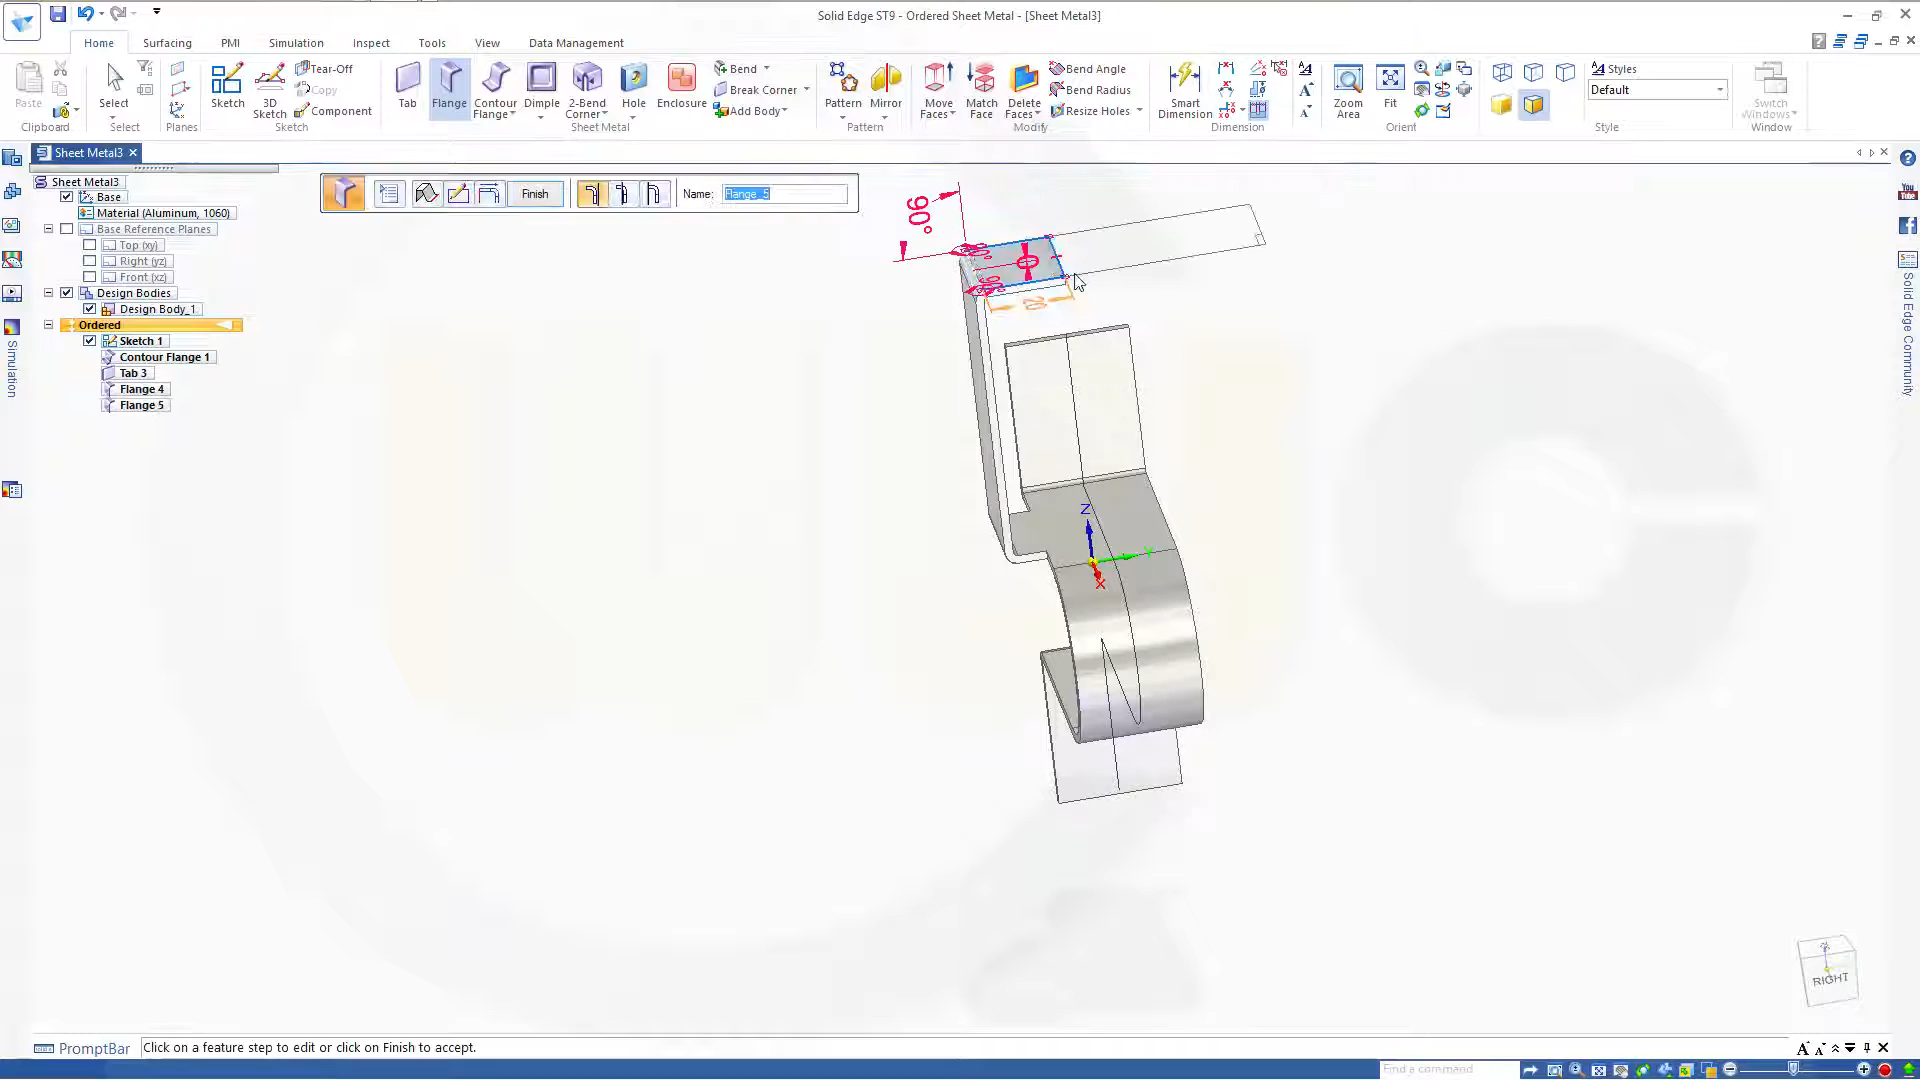 Solid Edge ST9 - Ordered Sheet Metal - [Sheet Metal3]
Home Surfacing PMI Simulation Inspect Tools View Data Management
Paste
Clipboard
Select
Select
Planes
Sketch
3D Sketch
Tear-Off
Copy
Component
Sketch
Tab
Flange
Contour Flange
Dimple
2-Bend Corner
Hole
Enclosure
Bend
Break Corner
Add Body
Sheet Metal
Pattern
Mirror
Pattern
Move Faces
Match Face
Delete Faces
Bend Angle
Bend Radius
Resize Holes
Modify
Smart Dimension
Dimension
Zoom Area
Fit
Orient
Styles
Default
Style
Switch Windows
Window
Sheet Metal3
Sheet Metal3
Base
Material (Aluminum, 1060)
Base Reference Planes
Top (xy)
Right (yz)
Front (xz)
Design Bodies
Design Body_1
Ordered
Sketch 1
Contour Flange 1
Tab 3
Flange 4
Flange 5
Simulation
Finish
Name: Flange_5
90°
20
Z
Y
X
YouTube
Solid Edge Community
RIGHT
PromptBar
Click on a feature step to edit or click on Finish to accept.
Find a command